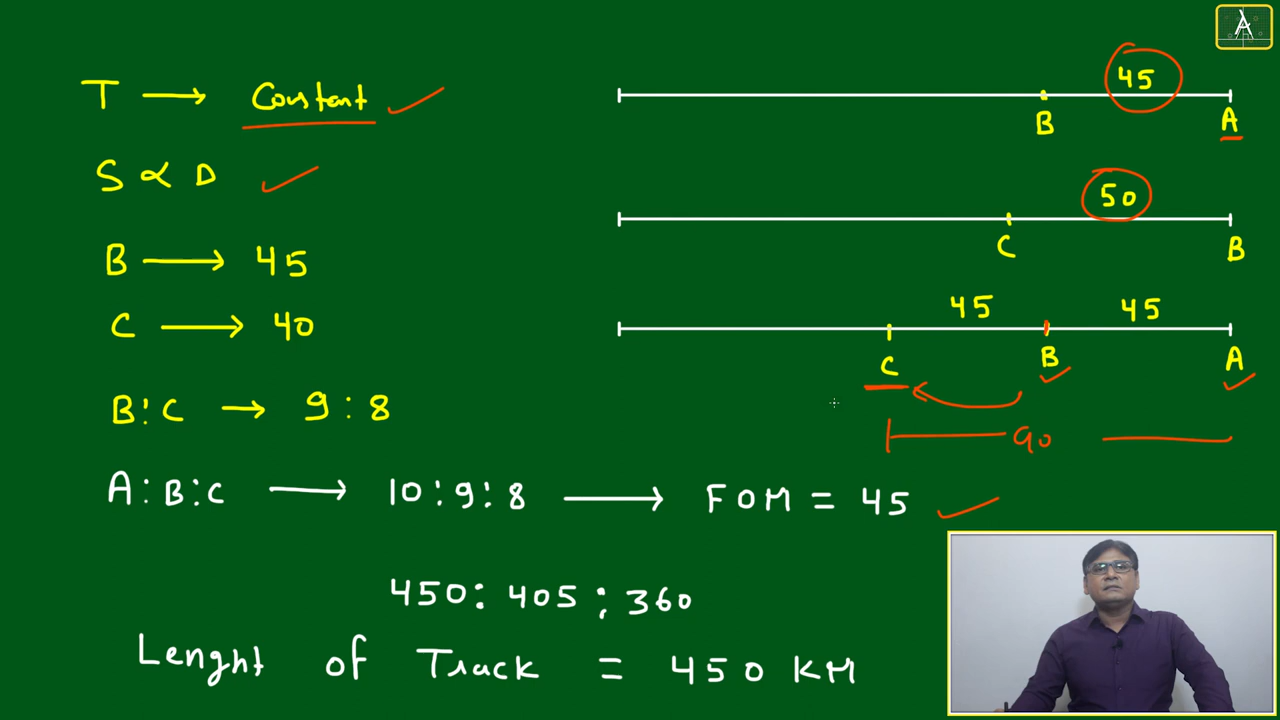 T → Constant ✓
S ∝ D ✓
B → 45
C → 40
B:C → 9:8
A:B:C → 10:9:8 → FOM = 45 ✓
450:405:360
Lenght of Track = 450 KM
A
45
B A
50
C B
45 45
C B A
90